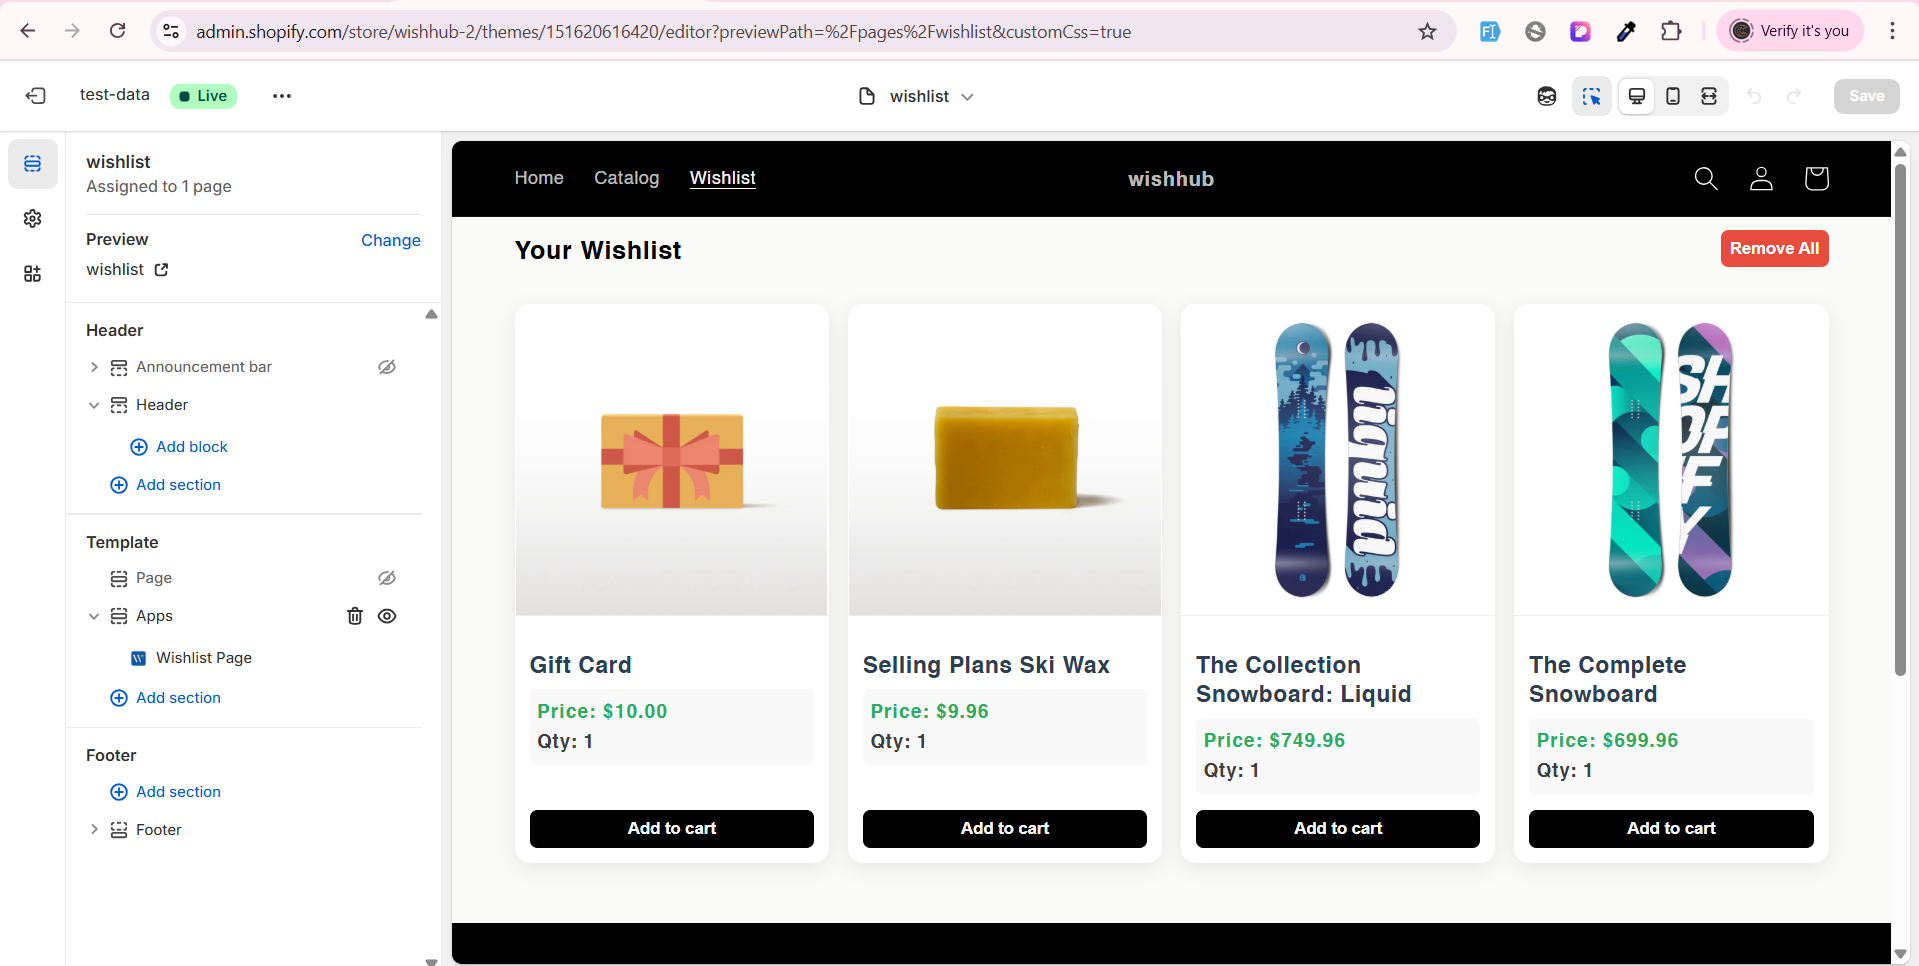 admin.shopify.com/store/wishhub-2/themes/151620616420/editor?previewPath=%2Fpages%2Fwishlist&customCss=true
Verify it's you
test-data
Live
wishlist
Save
wishlist
Assigned to 1 page
Preview
Change
wishlist
Header
Announcement bar
Header
Add block
Add section
Template
Page
Apps
Wishlist Page
Add section
Footer
Add section
Footer
Home
Catalog
Wishlist
wishhub
Your Wishlist
Remove All
liquid
SH
OP
IF
Y
Gift Card
Price: $10.00
Qty: 1
Add to cart
Selling Plans Ski Wax
Price: $9.96
Qty: 1
Add to cart
The Collection
Snowboard: Liquid
Price: $749.96
Qty: 1
Add to cart
The Complete
Snowboard
Price: $699.96
Qty: 1
Add to cart